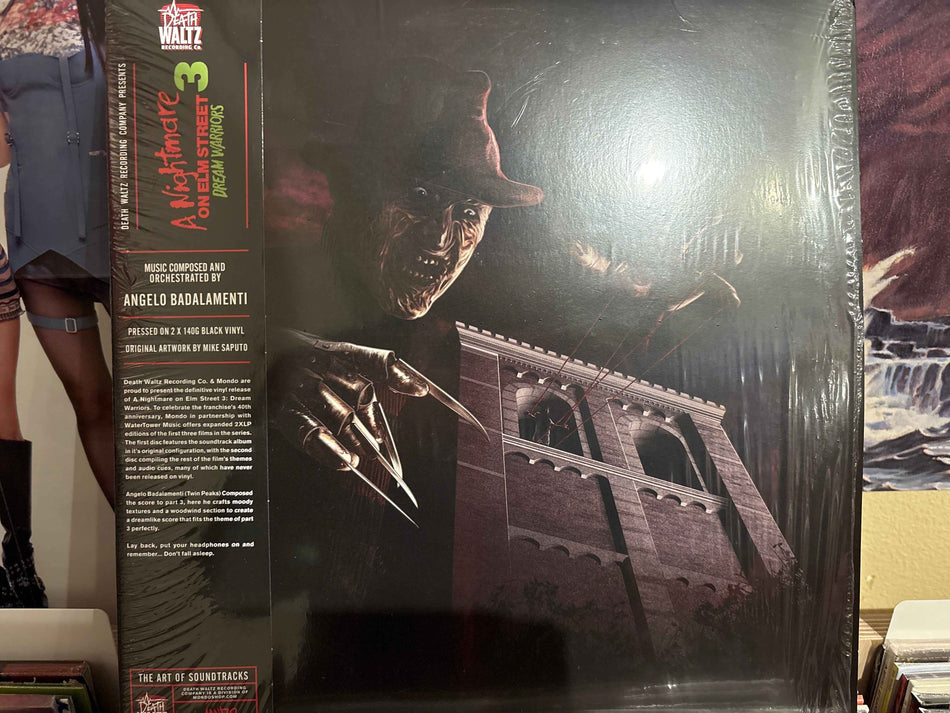 DEATH
WALTZ
RECORDING Co.
DEATH WALTZ RECORDING COMPANY PRESENTS
A Nightmare
ON ELM STREET 3
DREAM WARRIORS
MUSIC COMPOSED AND
ORCHESTRATED BY
ANGELO BADALAMENTI
PRESSED ON 2 X 140G BLACK VINYL
ORIGINAL ARTWORK BY MIKE SAPUTO
Death Waltz Recording Co. & Mondo are
proud to present the definitive vinyl release
of A Nightmare on Elm Street 3: Dream
Warriors. To celebrate the franchise's 40th
anniversary, Mondo in partnership with
WaterTower Music offers expanded 2XLP
editions of the first three films in the series.
The first disc features the soundtrack album
in it's original configuration, with the second
disc compiling the rest of the film's themes
and audio cues, many of which have never
been released on vinyl.
Angelo Badalamenti (Twin Peaks) Composed
the score to part 3, here he crafts moody
textures and a woodwind section to create
a dreamlike score that fits the theme of part
3 perfectly.
Lay back, put your headphones on and
remember... Don't fall asleep.
THE ART OF SOUNDTRACKS
DEATH
DEATH WALTZ RECORDING
COMPANY IS A DIVISION OF
MONDOSHOP.COM